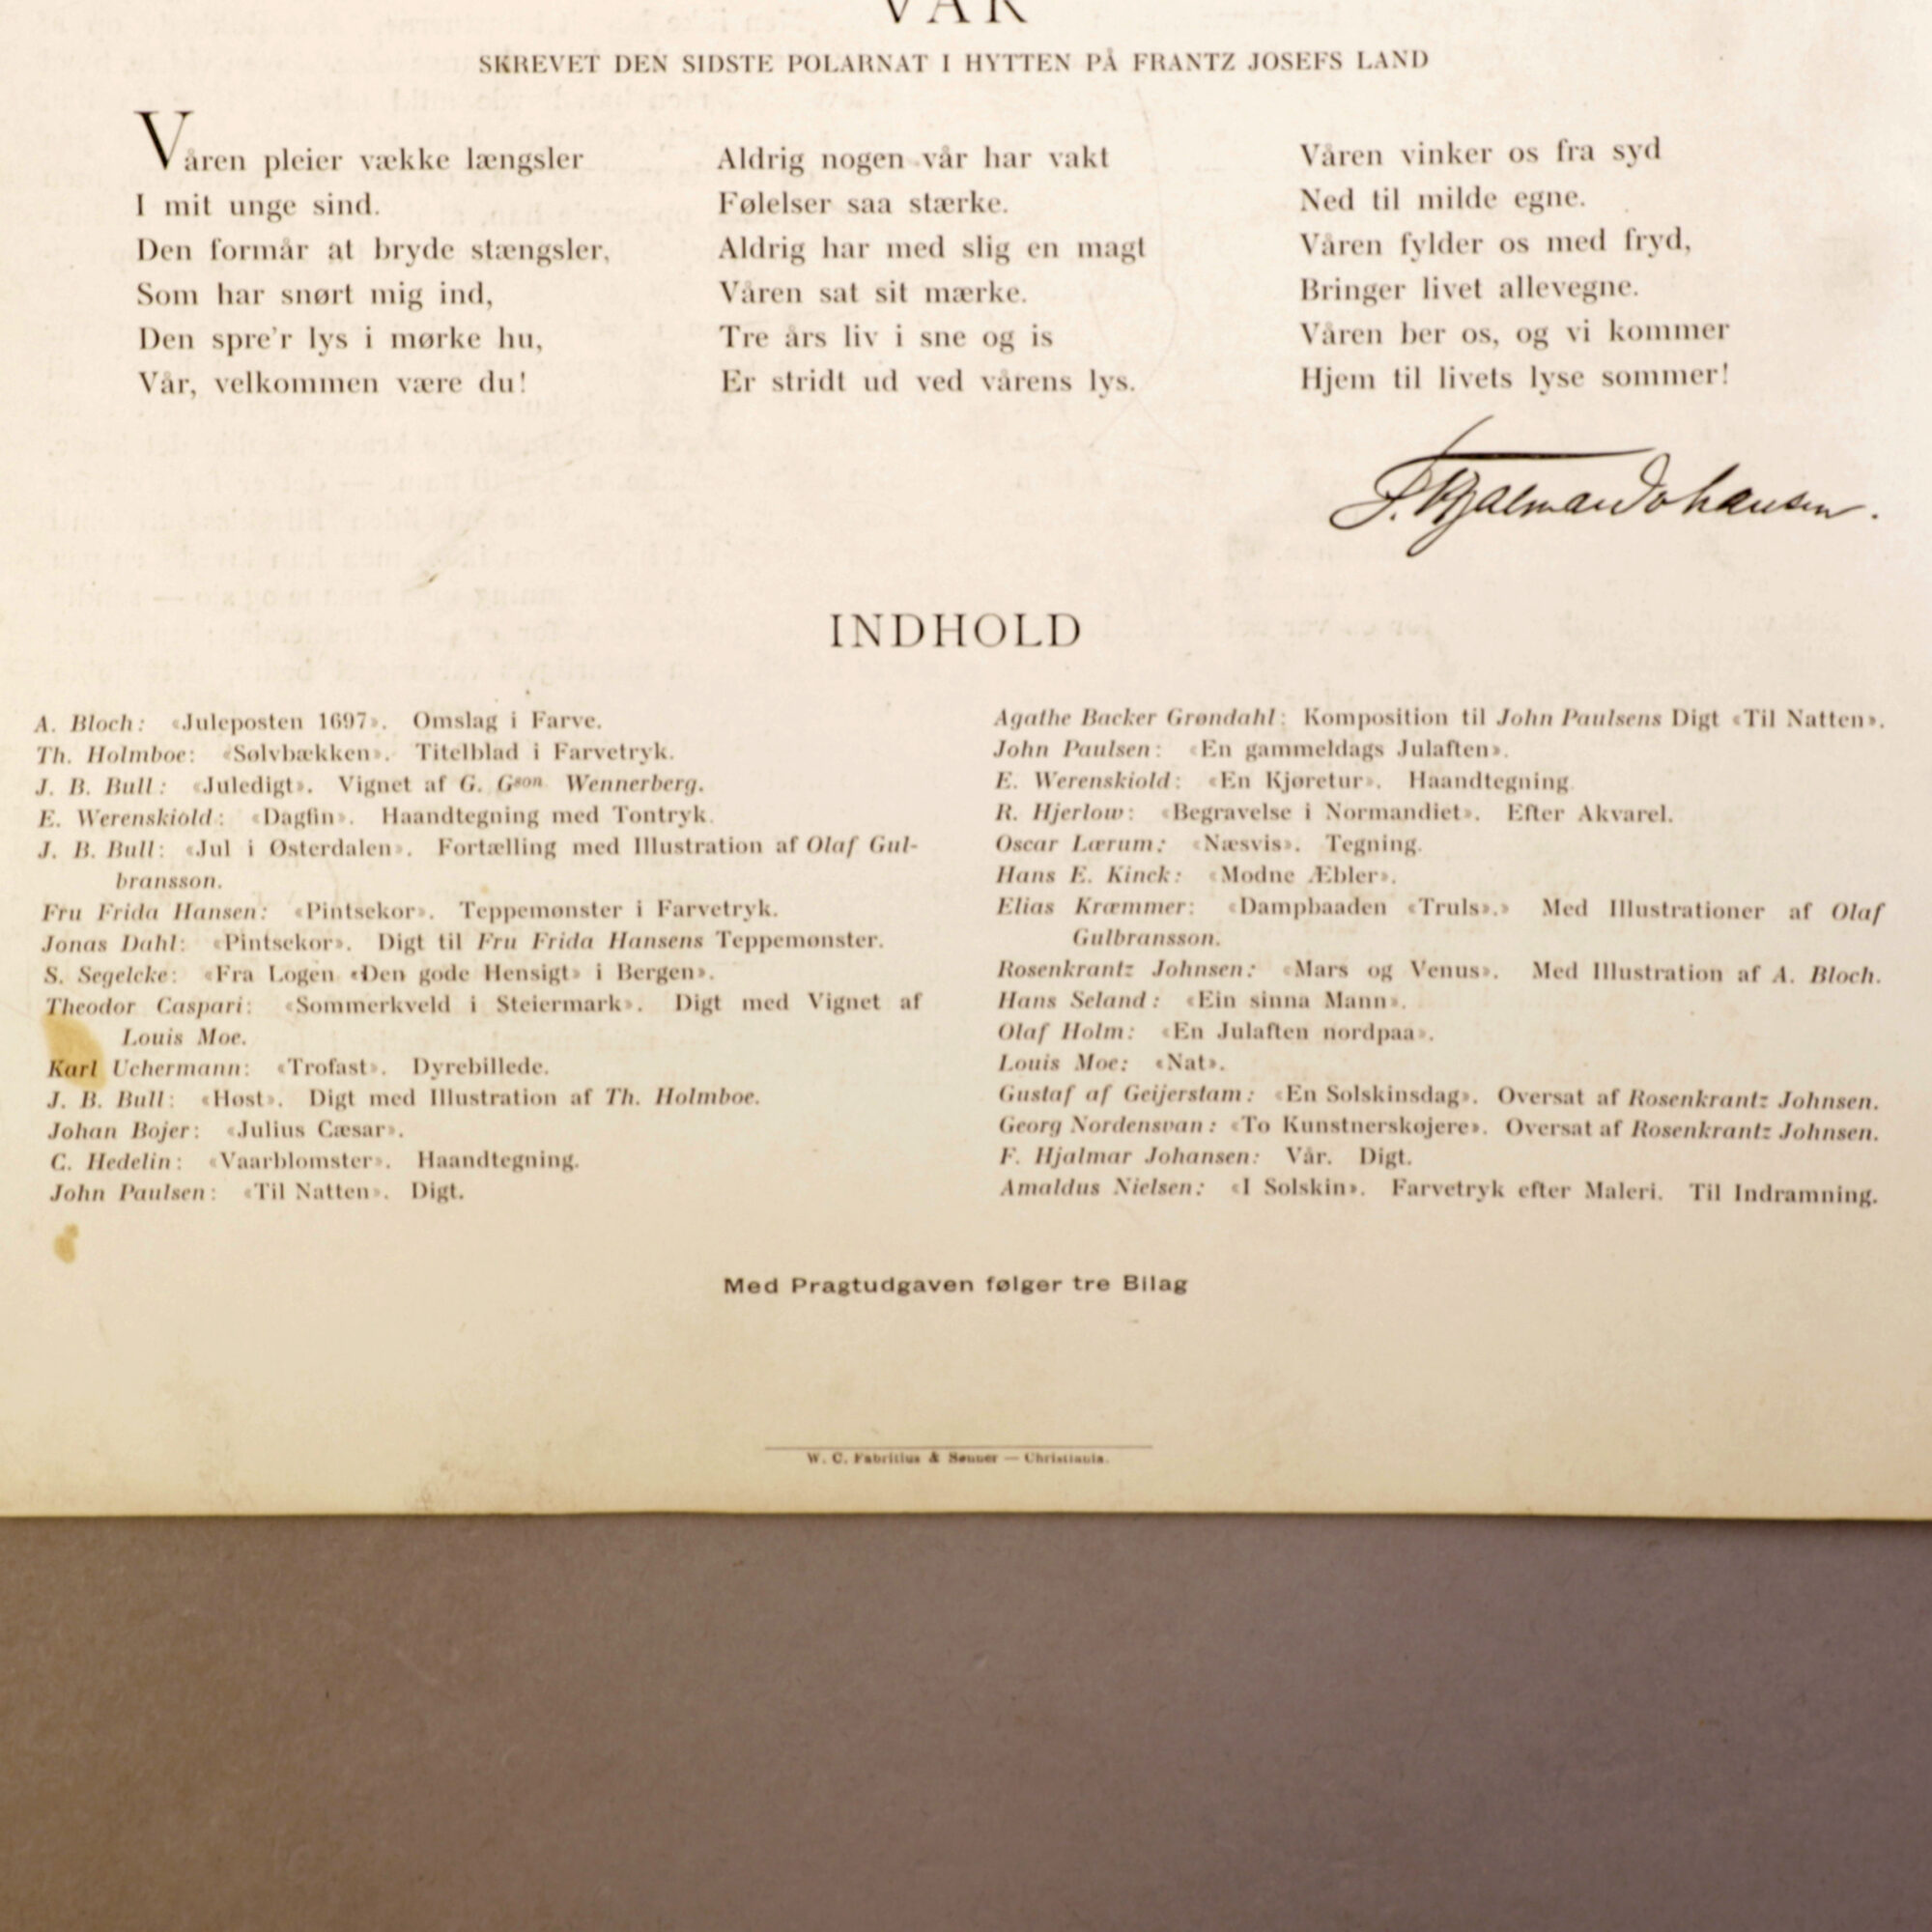 VÅR
SKREVET DEN SIDSTE POLARNAT I HYTTEN PÅ FRANTZ JOSEFS LAND
Våren pleier vække længsler
I mit unge sind.
Den formår at bryde stængsler,
Som har snørt mig ind,
Den spre'r lys i mørke hu,
Vår, velkommen være du!
Aldrig nogen vår har vakt
Følelser saa stærke.
Aldrig har med slig en magt
Våren sat sit mærke.
Tre års liv i sne og is
Er stridt ud ved vårens lys.
Våren vinker os fra syd
Ned til milde egne.
Våren fylder os med fryd,
Bringer livet allevegne.
Våren ber os, og vi kommer
Hjem til livets lyse sommer!
F. Hjalmar Johansen.
INDHOLD
A. Bloch: «Juleposten 1697». Omslag i Farve.
Th. Holmboe: «Sølvbækken». Titelblad i Farvetryk.
J. B. Bull: «Juledigt». Vignet af G. Gson Wennerberg.
E. Werenskiold: «Dagfin». Haandtegning med Tontryk.
J. B. Bull: «Jul i Østerdalen». Fortælling med Illustration af Olaf Gul-
bransson.
Fru Frida Hansen: «Pintsekor». Teppemønster i Farvetryk.
Jonas Dahl: «Pintsekor». Digt til Fru Frida Hansens Teppemønster.
S. Segelcke: «Fra Logen «Den gode Hensigt» i Bergen».
Theodor Caspari: «Sommerkveld i Steiermark». Digt med Vignet af
Louis Moe.
Karl Uchermann: «Trofast». Dyrebillede.
J. B. Bull: «Høst». Digt med Illustration af Th. Holmboe.
Johan Bojer: «Julius Cæsar».
C. Hedelin: «Vaarblomster». Haandtegning.
John Paulsen: «Til Natten». Digt.
Agathe Backer Grøndahl: Komposition til John Paulsens Digt «Til Natten».
John Paulsen: «En gammeldags Julaften».
E. Werenskiold: «En Kjøretur». Haandtegning.
R. Hjerlow: «Begravelse i Normandiet». Efter Akvarel.
Oscar Lærum: «Næsvis». Tegning.
Hans E. Kinck: «Modne Æbler».
Elias Kræmmer: «Dampbaaden «Truls».» Med Illustrationer af Olaf
Gulbransson.
Rosenkrantz Johnsen: «Mars og Venus». Med Illustration af A. Bloch.
Hans Seland: «Ein sinna Mann».
Olaf Holm: «En Julaften nordpaa».
Louis Moe: «Nat».
Gustaf af Geijerstam: «En Solskinsdag». Oversat af Rosenkrantz Johnsen.
Georg Nordensvan: «To Kunstnerskøjere». Oversat af Rosenkrantz Johnsen.
F. Hjalmar Johansen: Vår. Digt.
Amaldus Nielsen: «I Solskin». Farvetryk efter Maleri. Til Indramning.
Med Pragtudgaven følger tre Bilag
W. C. Fabritius & Sønner — Christiania.